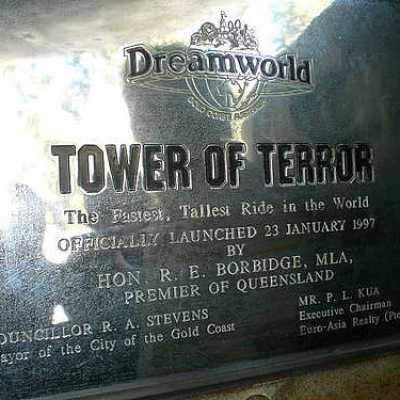 Dreamworld
TOWER OF TERROR
The Fastest, Tallest Ride in the World
OFFICIALLY LAUNCHED 23 JANUARY 1997
BY
HON R. E. BORBIDGE, MLA,
PREMIER OF QUEENSLAND
OUNCILLOR R. A. STEVENS
ayor of the City of the Gold Coast
MR. P. L. KUA
Executive Chairman
Euro-Asia Realty (Pte